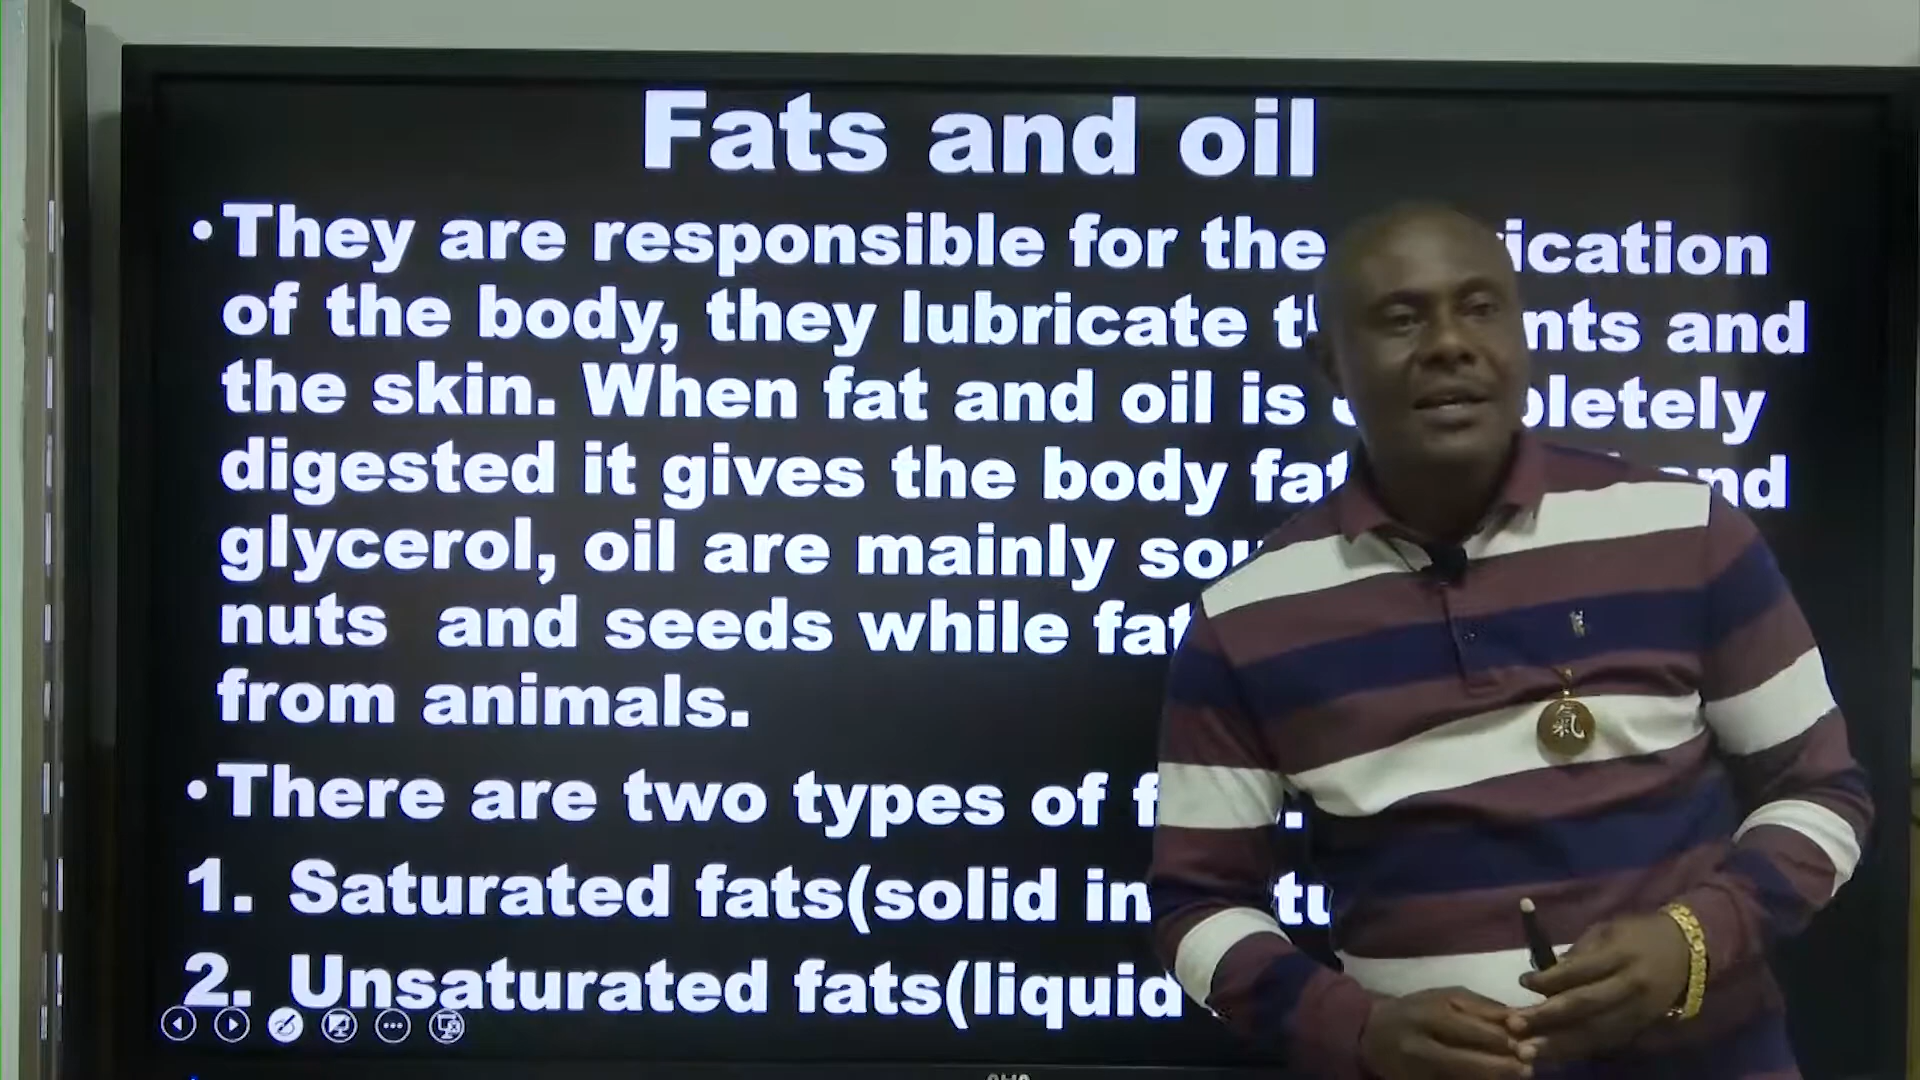 Fats and oil
• They are responsible for the
of the body, they lubricate and
the skin. When fat and oil is
digested it gives the body
glycerol, oil are mainly
nuts and seeds while
from animals.
• There are two types of
1. Saturated fats(solid in
2. Unsaturated fats(liquid
氣